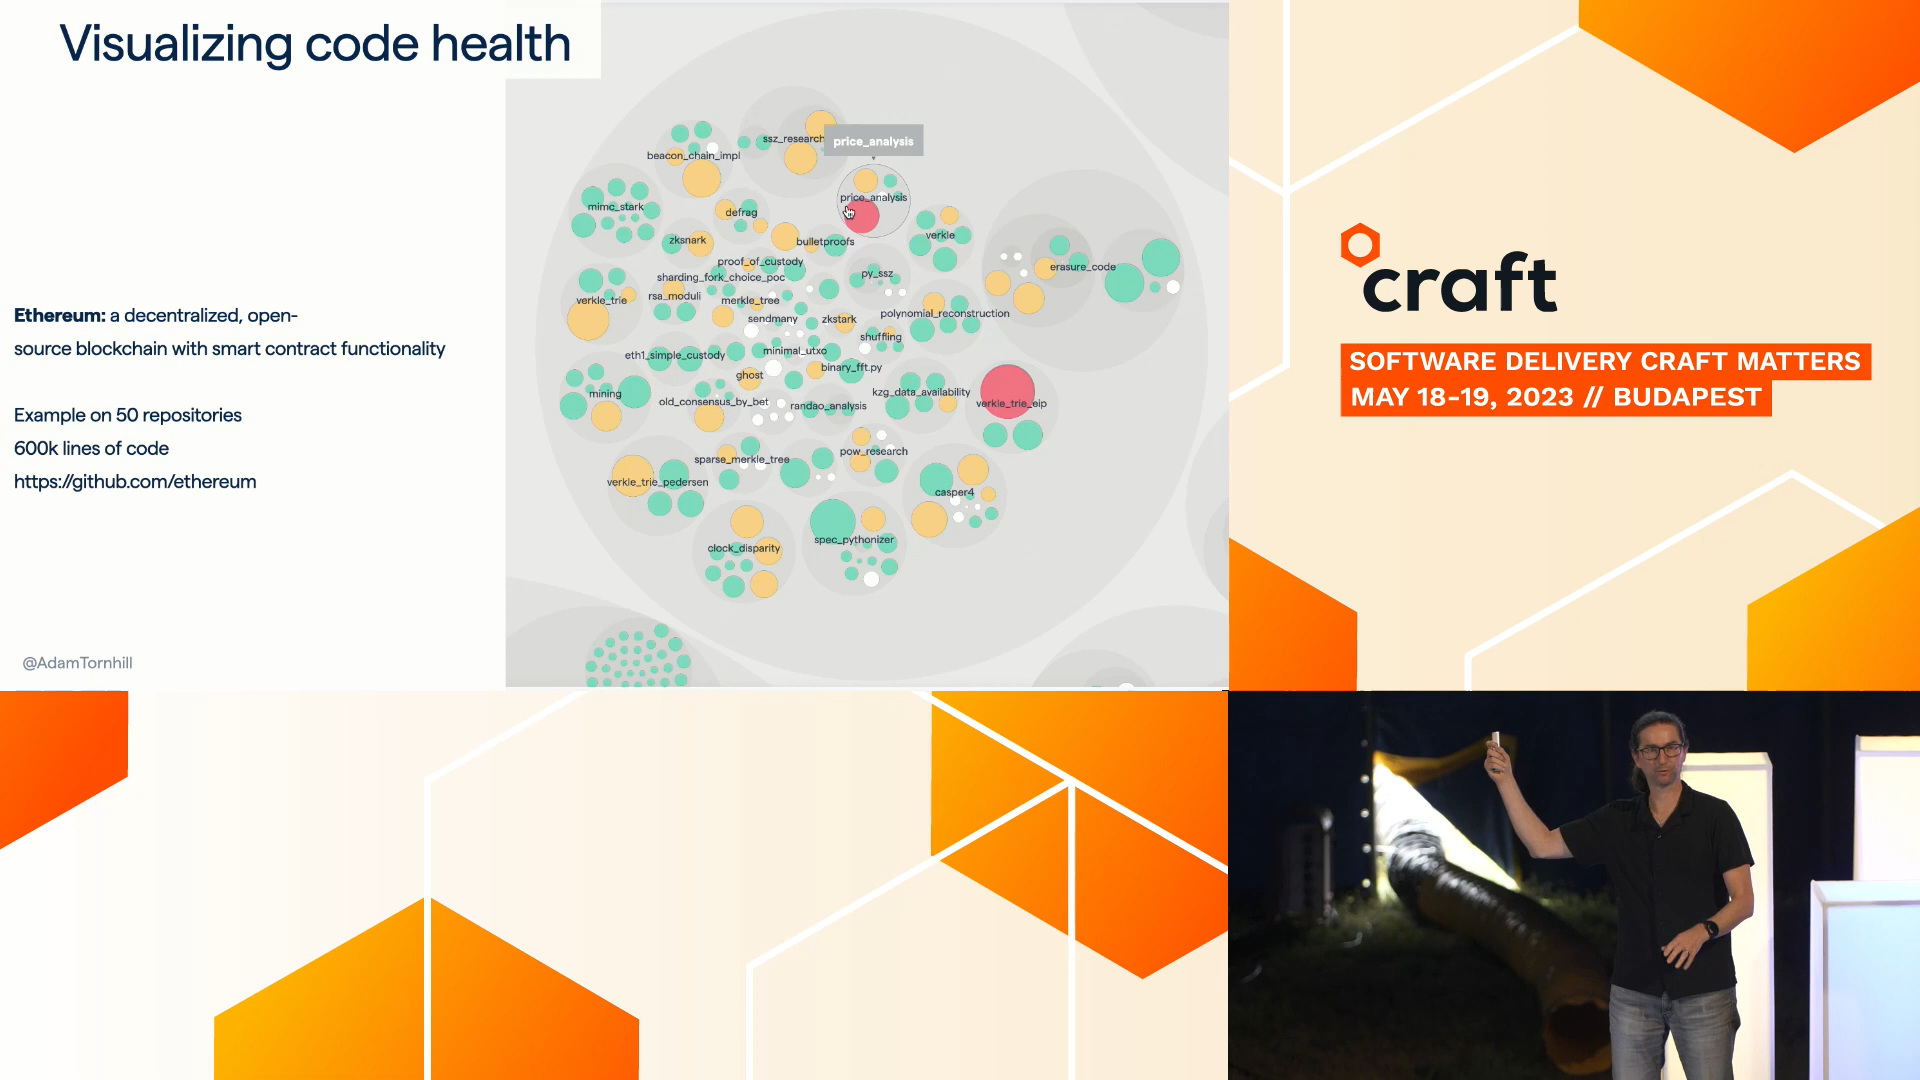 Visualizing code health
Ethereum: a decentralized, open-
source blockchain with smart contract functionality
Example on 50 repositories
600k lines of code
https://github.com/ethereum
@AdamTornhill
price_analysis
ssz_research
beacon_chain_impl
price_analysis
mimc_stark
defrag
verkle
zksnark
bulletproofs
proof_of_custody
erasure_code
sharding_fork_choice_poc
py_ssz
verkle_trie
rsa_moduli
merkle_tree
sendmany
zkstark
polynomial_reconstruction
shuffling
eth1_simple_custody
minimal_utxo
ghost
binary_fft.py
mining
old_consensus_by_bet
randao_analysis
kzg_data_availability
verkle_trie_eip
sparse_merkle_tree
pow_research
verkle_trie_pedersen
casper4
clock_disparity
spec_pythonizer
craft
SOFTWARE DELIVERY CRAFT MATTERS
MAY 18-19, 2023 // BUDAPEST